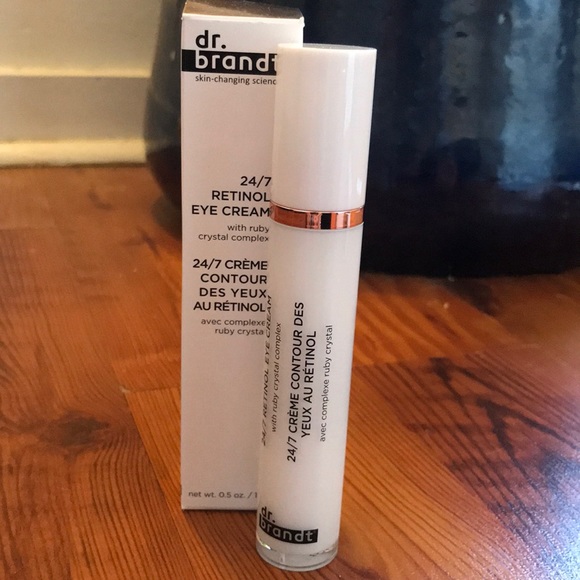 dr.
brandt
skin-changing science
24/7
RETINOL
EYE CREAM
with ruby
crystal complex
24/7 CRÈME
CONTOUR
DES YEUX
AU RÉTINOL
avec complexe
ruby crystal
net wt. 0.5 oz. /
24/7 RETINOL EYE CREAM
with ruby crystal complex
24/7 CRÈME CONTOUR DES
YEUX AU RÉTINOL
avec complexe ruby crystal
dr.
brandt